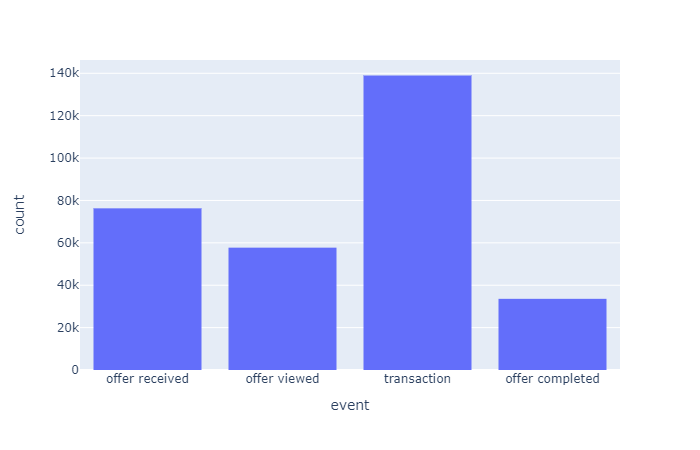 140k
120k
100k
80k
60k
40k
20k
0
count
offer received
offer viewed
transaction
offer completed
event